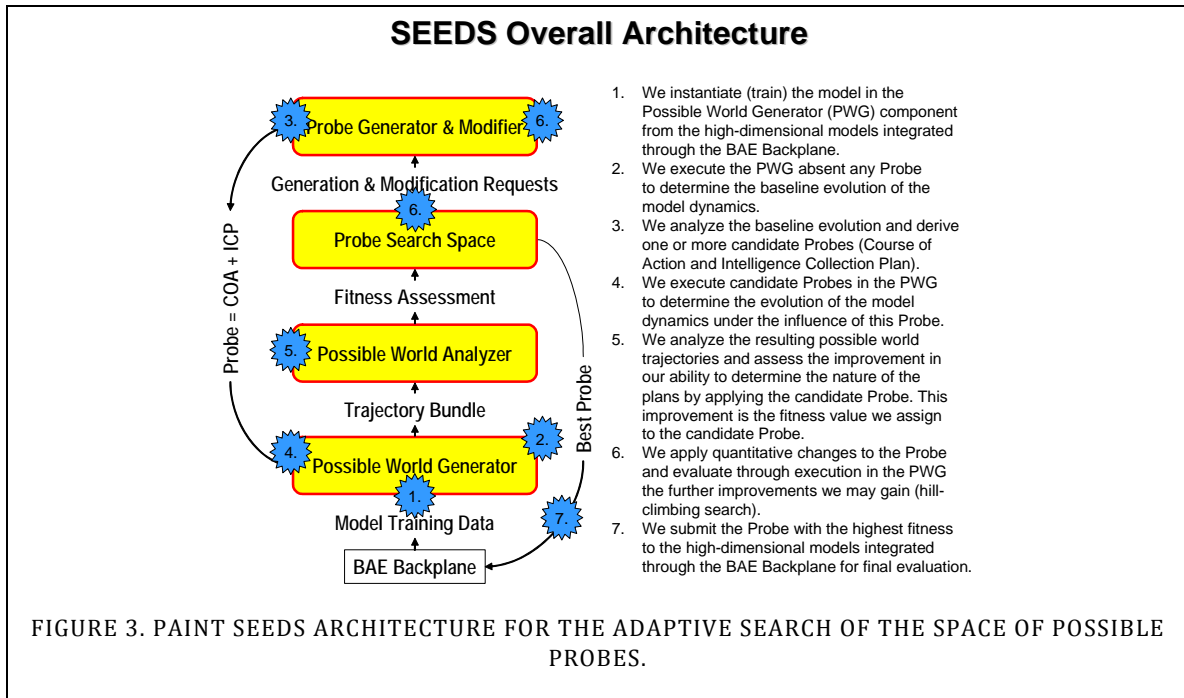 SEEDS Overall Architecture
3.
Probe Generator & Modifier
6.
Generation & Modification Requests
6.
Probe Search Space
Fitness Assessment
5.
Possible World Analyzer
Trajectory Bundle
2.
4.
Possible World Generator
1.
Model Training Data
7.
BAE Backplane
Probe = COA + ICP
Best Probe
1. We instantiate (train) the model in the
Possible World Generator (PWG) component
from the high-dimensional models integrated
through the BAE Backplane.
2. We execute the PWG absent any Probe
to determine the baseline evolution of the
model dynamics.
3. We analyze the baseline evolution and derive
one or more candidate Probes (Course of
Action and Intelligence Collection Plan).
4. We execute candidate Probes in the PWG
to determine the evolution of the model
dynamics under the influence of this Probe.
5. We analyze the resulting possible world
trajectories and assess the improvement in
our ability to determine the nature of the
plans by applying the candidate Probe. This
improvement is the fitness value we assign
to the candidate Probe.
6. We apply quantitative changes to the Probe
and evaluate through execution in the PWG
the further improvements we may gain (hill-
climbing search).
7. We submit the Probe with the highest fitness
to the high-dimensional models integrated
through the BAE Backplane for final evaluation.
FIGURE 3. PAINT SEEDS ARCHITECTURE FOR THE ADAPTIVE SEARCH OF THE SPACE OF POSSIBLE
PROBES.